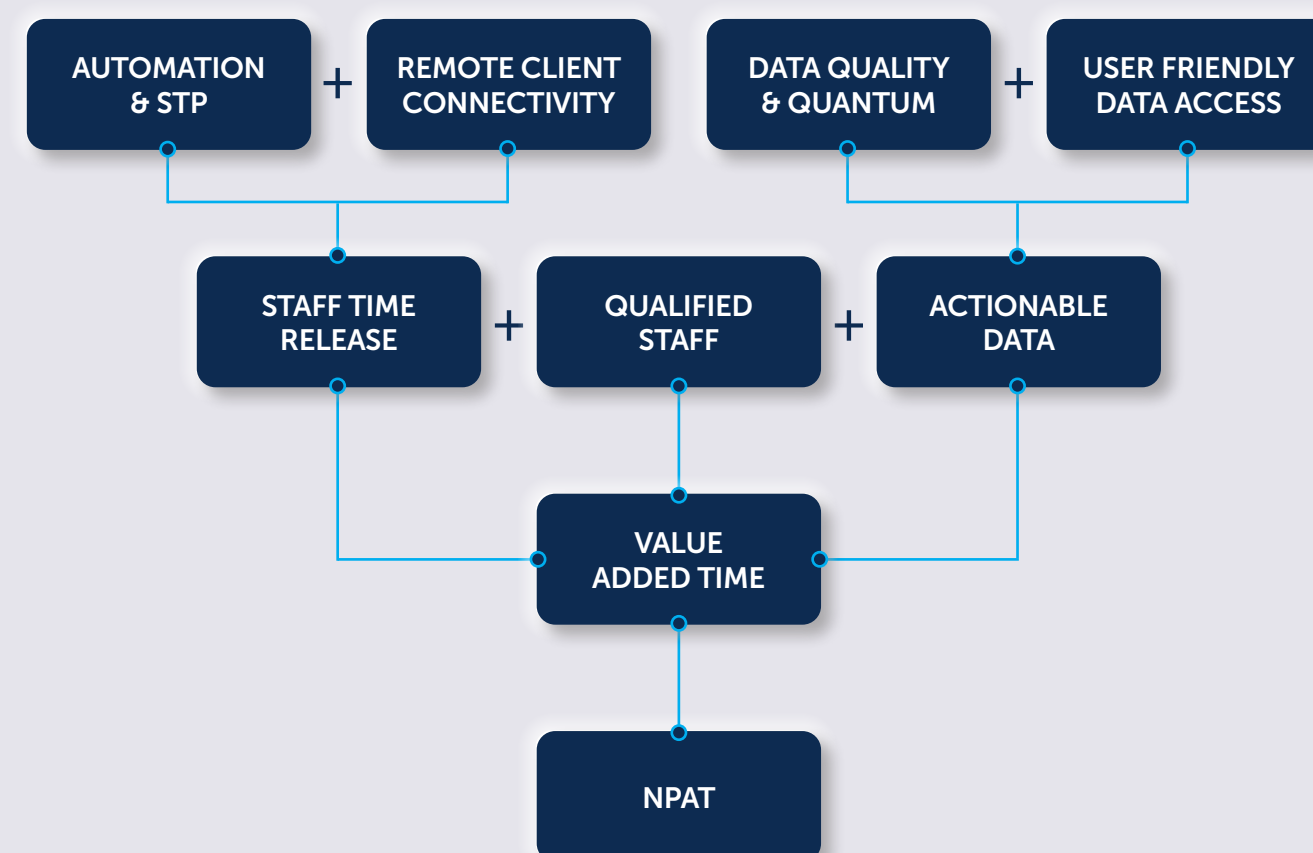 AUTOMATION
& STP
+
REMOTE CLIENT
CONNECTIVITY
DATA QUALITY
& QUANTUM
+
USER FRIENDLY
DATA ACCESS
STAFF TIME
RELEASE
+
QUALIFIED
STAFF
+
ACTIONABLE
DATA
VALUE
ADDED TIME
NPAT